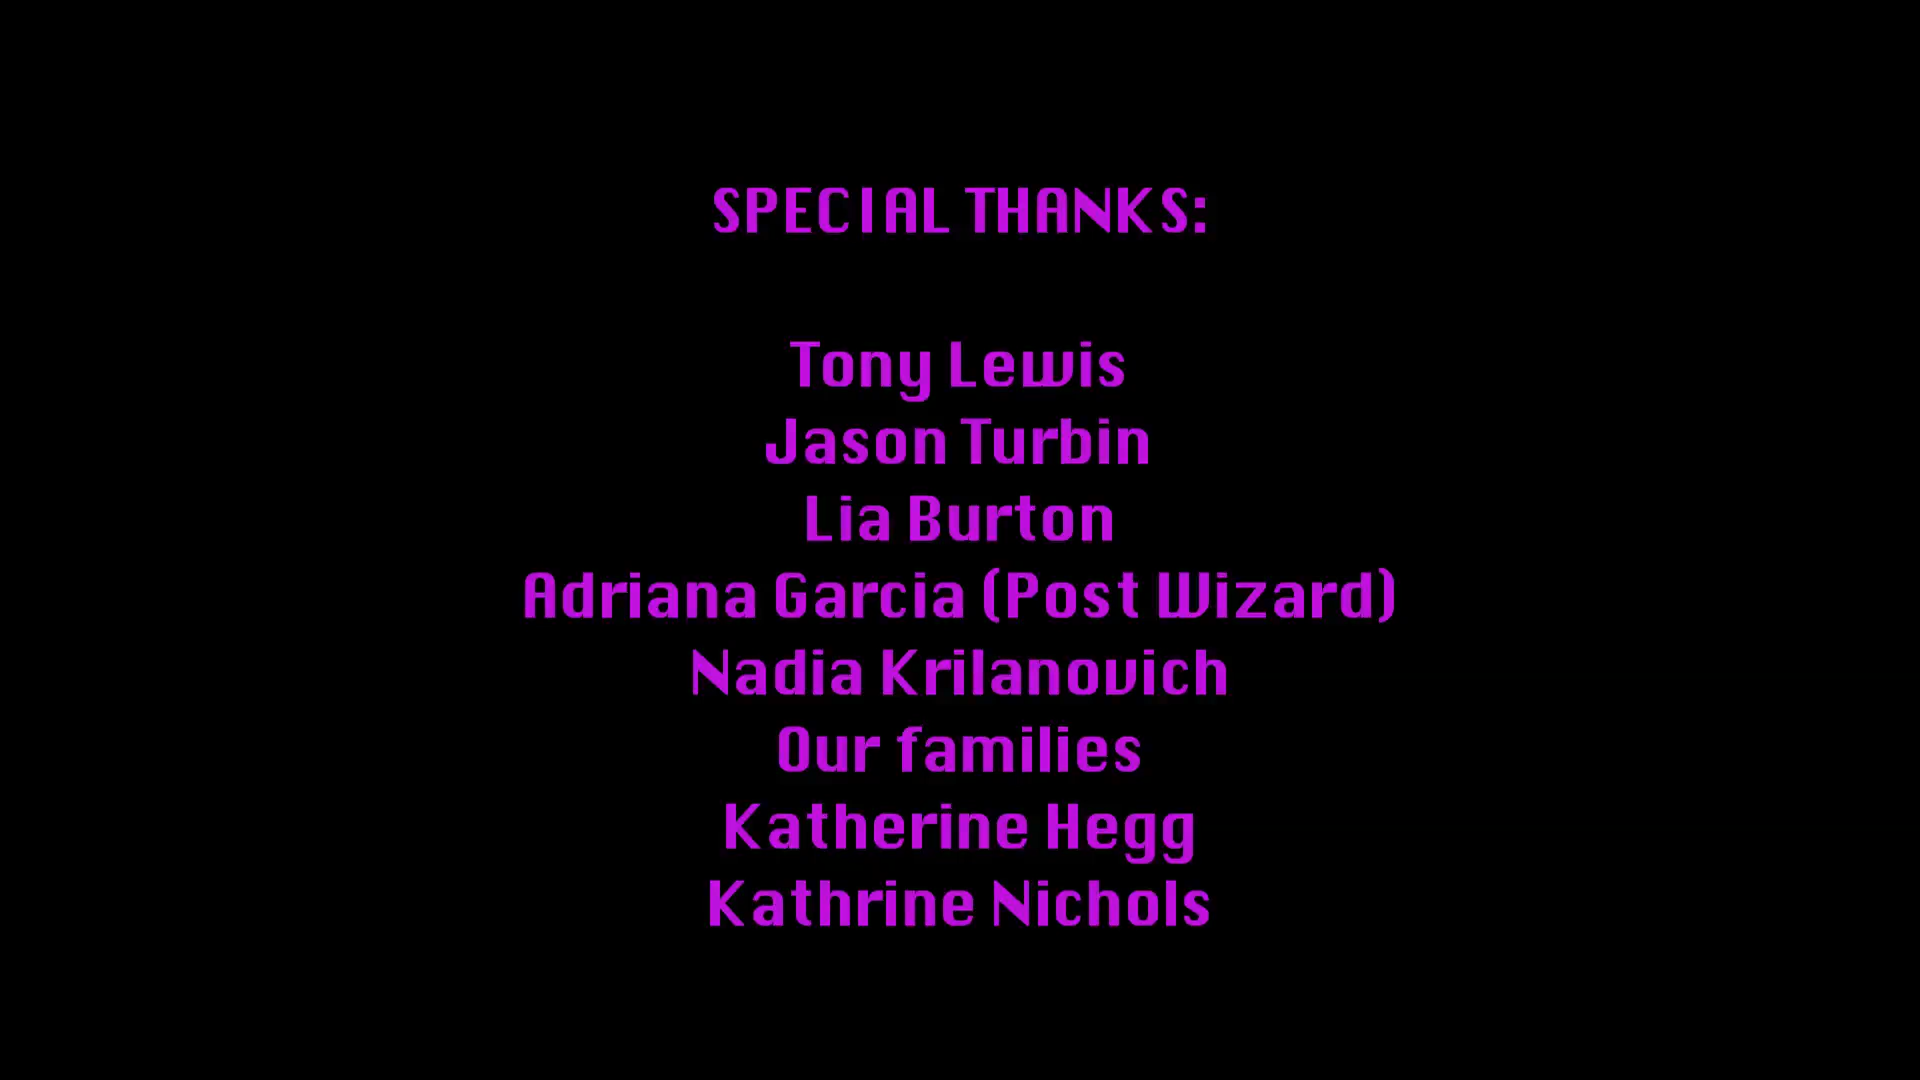 SPECIAL THANKS:
Tony Lewis
Jason Turbin
Lia Burton
Adriana Garcia (Post Wizard)
Nadia Krilanovich
Our families
Katherine Hegg
Kathrine Nichols